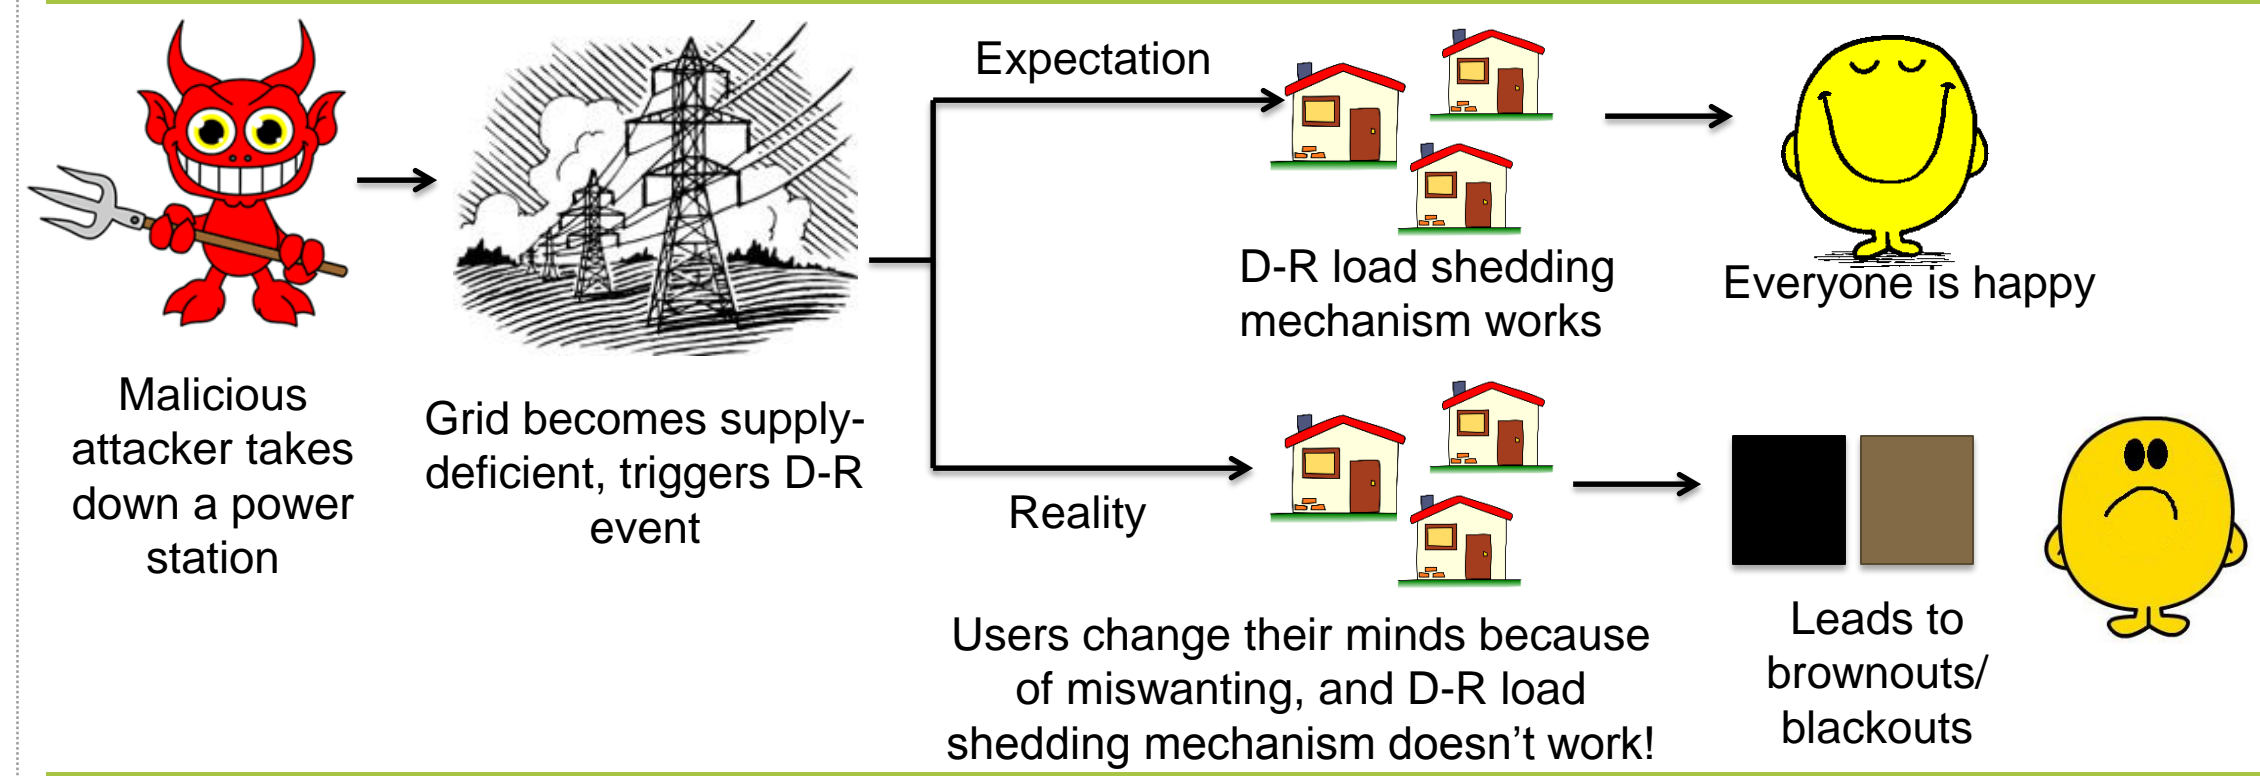 Malicious
attacker takes
down a power
station
Grid becomes supply-
deficient, triggers D-R
event
Expectation
D-R load shedding
mechanism works
Everyone is happy
Reality
Users change their minds because
of miswanting, and D-R load
shedding mechanism doesn’t work!
Leads to
brownouts/
blackouts